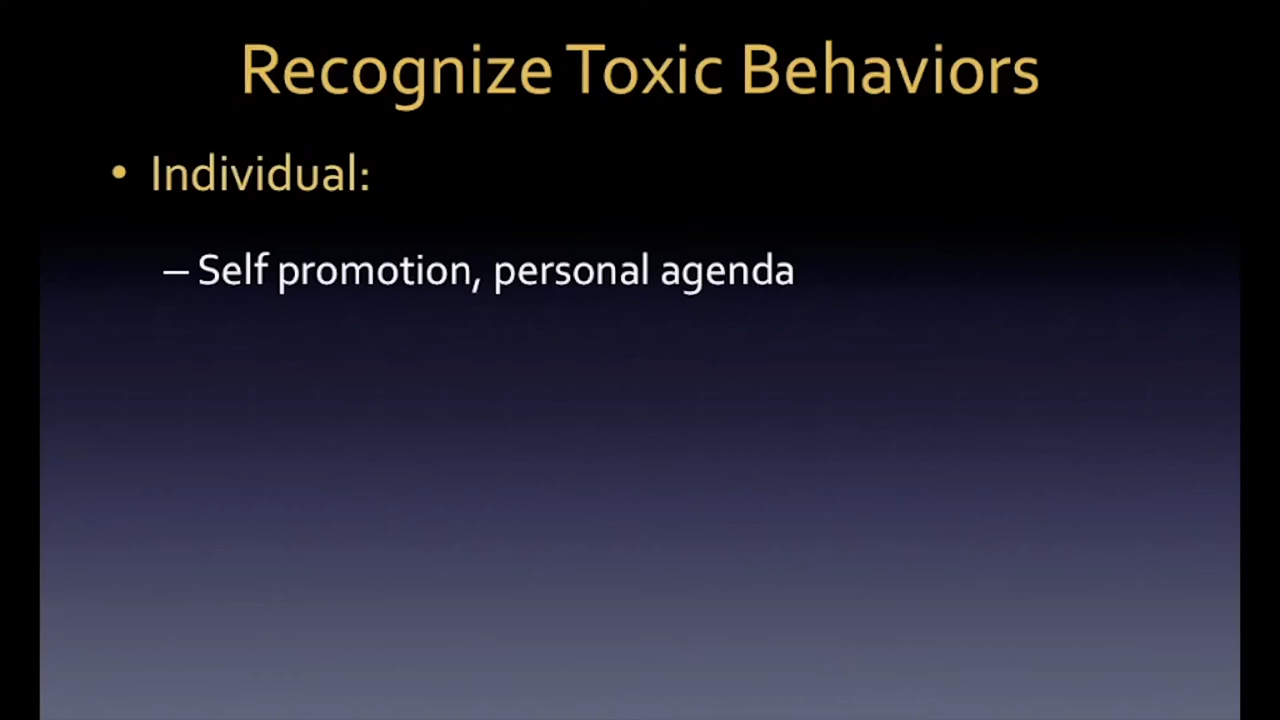 Recognize Toxic Behaviors
• Individual:
– Self promotion, personal agenda